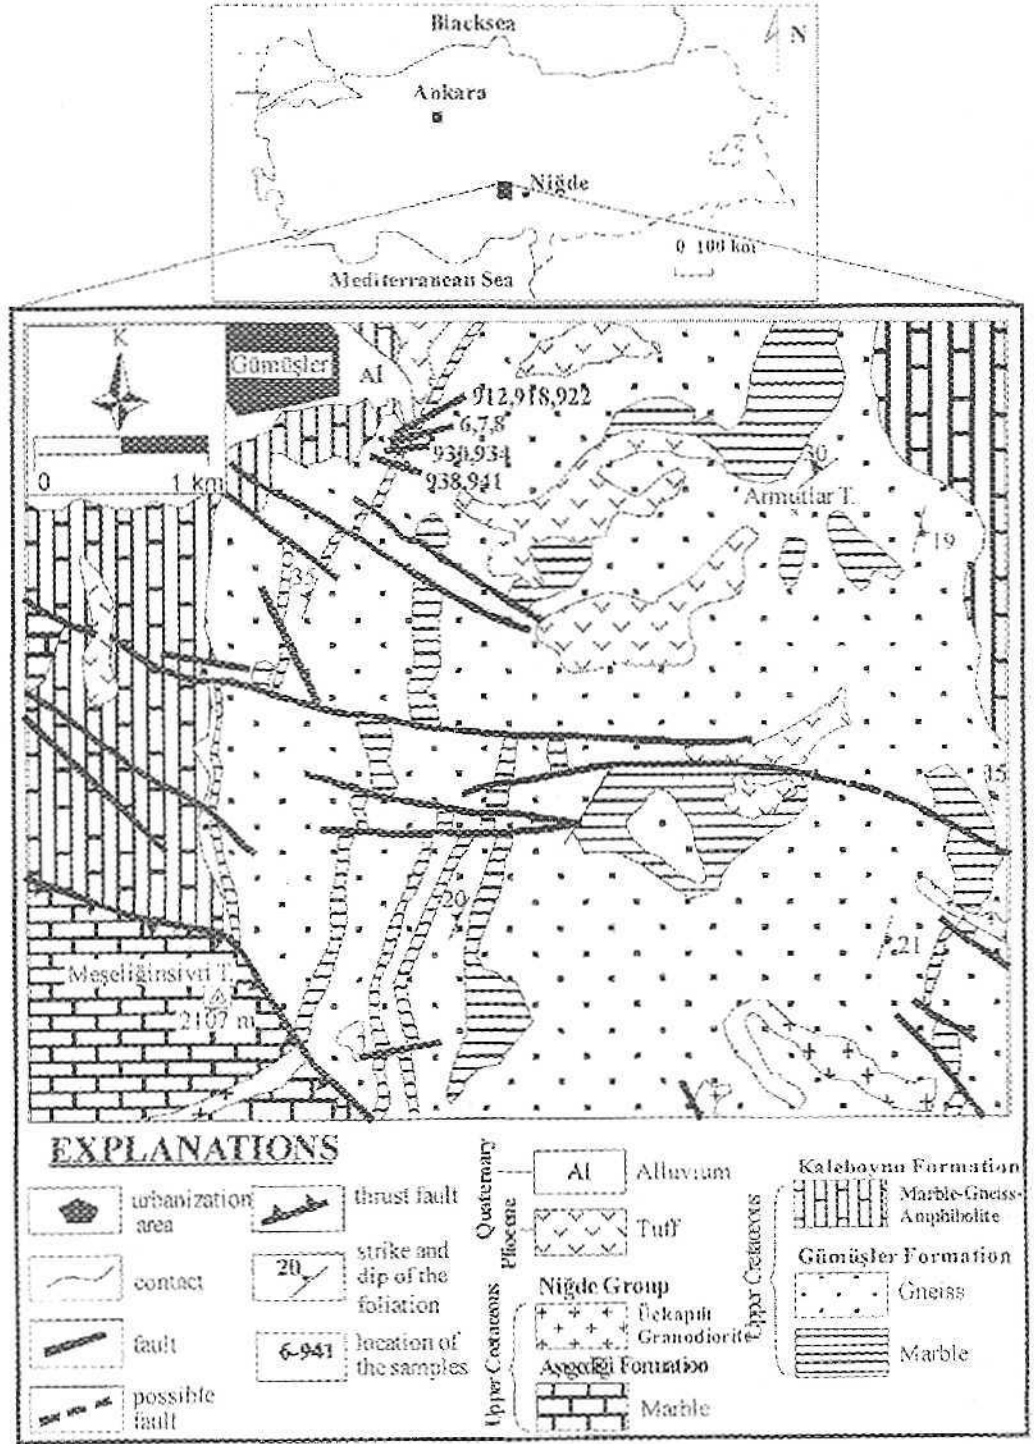 Blacksea
N
Ankara
Niğde
0 100 km
Mediterranean Sea
K
Gümüşler
Al
912,918,922
6,7,8
930,934
938,941
0 1 km
30
Armutlar T.
19
35
15
20
21
Meşeliğinsivri T.
2107 m
EXPLANATIONS
urbanization
area
thrust fault
contact
20
strike and
dip of the
foliation
fault
6-941
location of
the samples
possible
fault
Quaternary
Al
Alluvium
Pliocene
Tuff
Niğde Group
Upper Cretaceous
Üçkapılı
Granodiorite
Formation
Marble
Upper Cretaceous
Kaleboynu Formation
Marble-Gneiss-
Amphibolite
Gümüşler Formation
Gneiss
Marble